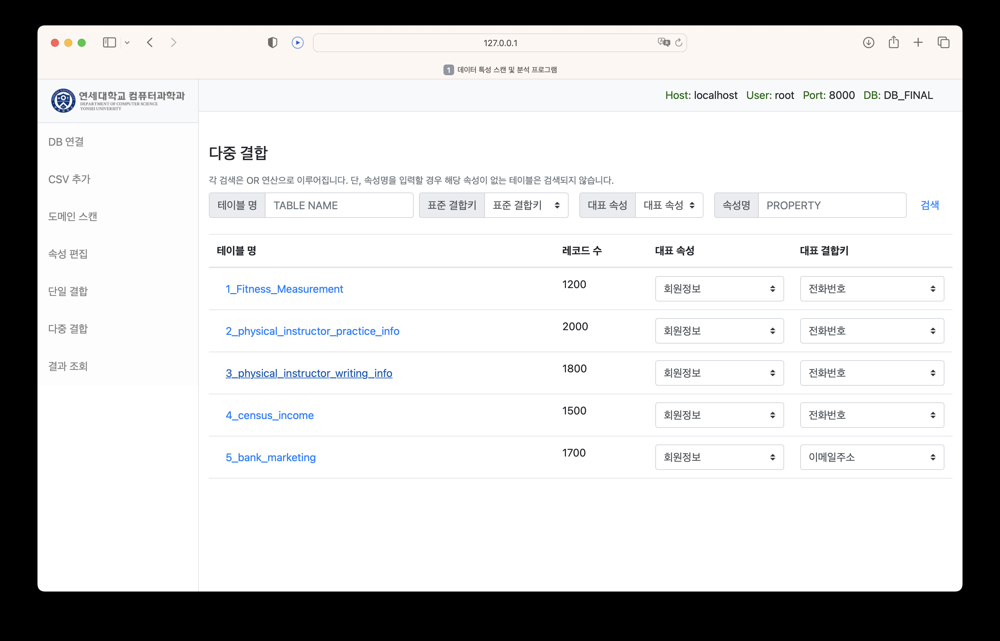 127.0.0.1
1 데이터 특성 스캔 및 분석 프로그램
연세대학교 컴퓨터과학과
DEPARTMENT OF COMPUTER SCIENCE
YONSEI UNIVERSITY
Host: localhost User: root Port: 8000 DB: DB_FINAL
DB 연결
CSV 추가
도메인 스캔
속성 편집
단일 결합
다중 결합
결과 조회
다중 결합
각 검색은 OR 연산으로 이루어집니다. 단, 속성명을 입력할 경우 해당 속성이 없는 테이블은 검색되지 않습니다.
테이블 명 TABLE NAME 표준 결합키 표준 결합키 대표 속성 대표 속성 속성명 PROPERTY 검색
테이블 명 레코드 수 대표 속성 대표 결합키
1_Fitness_Measurement 1200 회원정보 전화번호
2_physical_instructor_practice_info 2000 회원정보 전화번호
3_physical_instructor_writing_info 1800 회원정보 전화번호
4_census_income 1500 회원정보 전화번호
5_bank_marketing 1700 회원정보 이메일주소